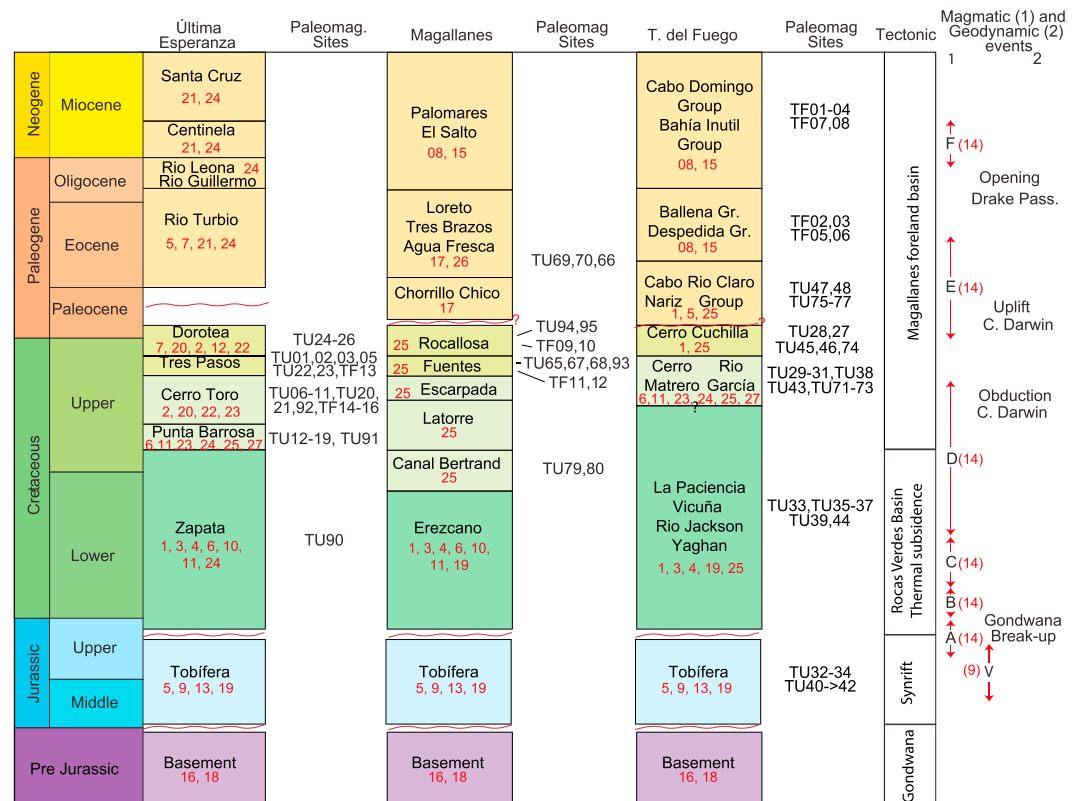 Última
Esperanza
Paleomag.
Sites
Magallanes
Paleomag
Sites
T. del Fuego
Paleomag
Sites
Tectonic
Magmatic (1) and
Geodynamic (2)
events
1
2
Neogene
Miocene
Paleogene
Oligocene
Eocene
Paleocene
Cretaceous
Upper
Lower
Jurassic
Upper
Middle
Pre Jurassic
Santa Cruz
21, 24
Centinela
21, 24
Rio Leona 24
Rio Guillermo
Rio Turbio
5, 7, 21, 24
Dorotea
7, 20, 2, 12, 22
Tres Pasos
Cerro Toro
2, 20, 22, 23
Punta Barrosa
6,11,23, 24, 25, 27
Zapata
1, 3, 4, 6, 10,
11, 24
Tobífera
5, 9, 13, 19
Basement
16, 18
TU24-26
TU01,02,03,05
TU22,23,TF13
TU06-11,TU20,
21,92,TF14-16
TU12-19, TU91
TU90
Palomares
El Salto
08, 15
Loreto
Tres Brazos
Agua Fresca
17, 26
Chorrillo Chico
17
?
25 Rocallosa
25 Fuentes
25 Escarpada
Latorre
25
Canal Bertrand
25
Erezcano
1, 3, 4, 6, 10,
11, 19
Tobífera
5, 9, 13, 19
Basement
16, 18
TU69,70,66
TU94,95
TF09,10
TU65,67,68,93
TF11,12
TU79,80
Cabo Domingo
Group
Bahía Inutil
Group
08, 15
Ballena Gr.
Despedida Gr.
08, 15
Cabo Rio Claro
Nariz Group
1, 5, 25
?
Cerro Cuchilla
1, 25
Cerro Rio
Matrero García
6,11, 23, 24, 25, 27
?
La Paciencia
Vicuña
Rio Jackson
Yaghan
1, 3, 4, 19, 25
Tobífera
5, 9, 13, 19
Basement
16, 18
TF01-04
TF07,08
TF02,03
TF05,06
TU47,48
TU75-77
TU28,27
TU45,46,74
TU29-31,TU38
TU43,TU71-73
TU33,TU35-37
TU39,44
TU32-34
TU40->42
Magallanes foreland basin
Rocas Verdes Basin
Thermal subsidence
Synrift
Gondwana
F (14)
E (14)
D (14)
C (14)
B (14)
A (14)
(9) V
Opening
Drake Pass.
Uplift
C. Darwin
Obduction
C. Darwin
Gondwana
Break-up